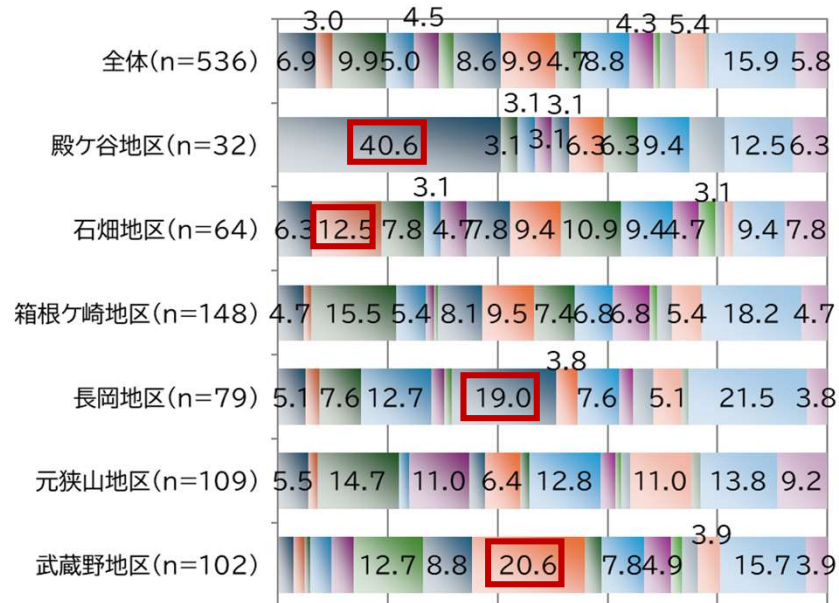 3.0 4.5 4.3 5.4
全体(n=536) 6.9 9.9 5.0 8.6 9.9 4.7 8.8 15.9 5.8
3.1 3.1
殿ケ谷地区(n=32) 40.6 3.1 3.1 6.3 6.3 9.4 12.5 6.3
3.1 3.1
石畑地区(n=64) 6.3 12.5 7.8 4.7 7.8 9.4 10.9 9.4 4.7 9.4 7.8
箱根ケ崎地区(n=148) 4.7 15.5 5.4 8.1 9.5 7.4 6.8 6.8 5.4 18.2 4.7
3.8
長岡地区(n=79) 5.1 7.6 12.7 19.0 7.6 5.1 21.5 3.8
元狭山地区(n=109) 5.5 14.7 11.0 6.4 12.8 11.0 13.8 9.2
3.9
武蔵野地区(n=102) 12.7 8.8 20.6 7.8 4.9 15.7 3.9